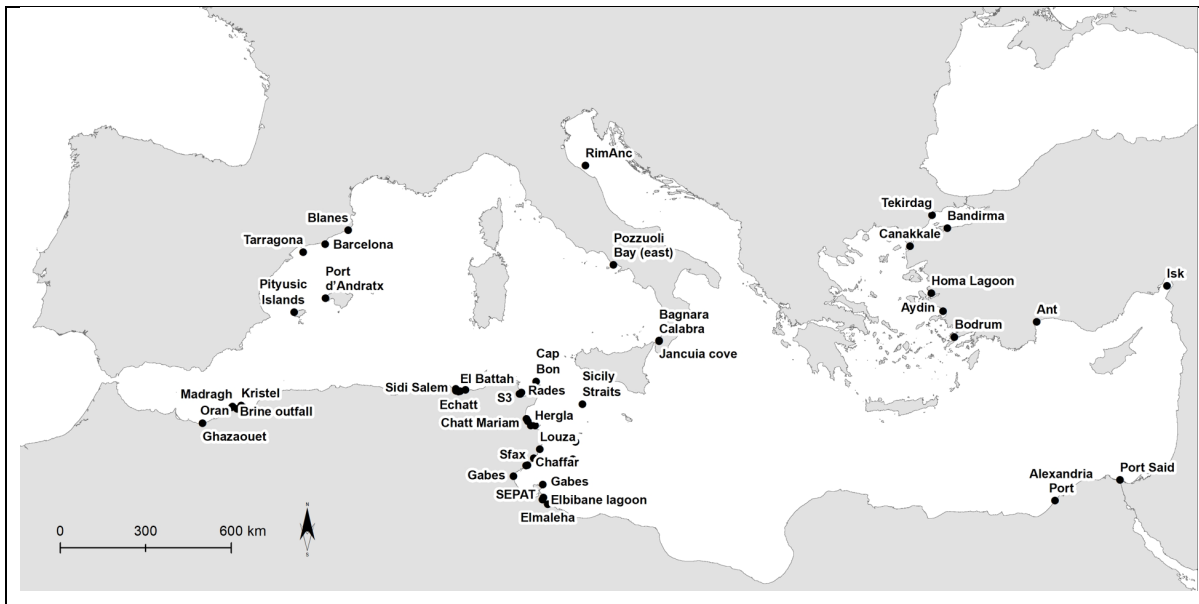 RimAnc
Tekirdag
Bandirma
Blanes
Canakkale
Tarragona
Barcelona
Pozzuoli
Bay (east)
Port
d'Andratx
Isk
Pityusic
Islands
Homa Lagoon
Aydin
Ant
Bagnara
Calabra
Bodrum
Jancuia cove
Cap
Bon
Sidi Salem
El Battah
Sicily
Straits
Echatt
S3
Rades
Madragh
Kristel
Oran
Brine outfall
Hergla
Chatt Mariam
Ghazaouet
Louza
Sfax
Chaffar
Gabes
Gabes
Alexandria
Port
Port Said
SEPAT
Elbibane lagoon
Elmaleha
N
S
0 300 600 km